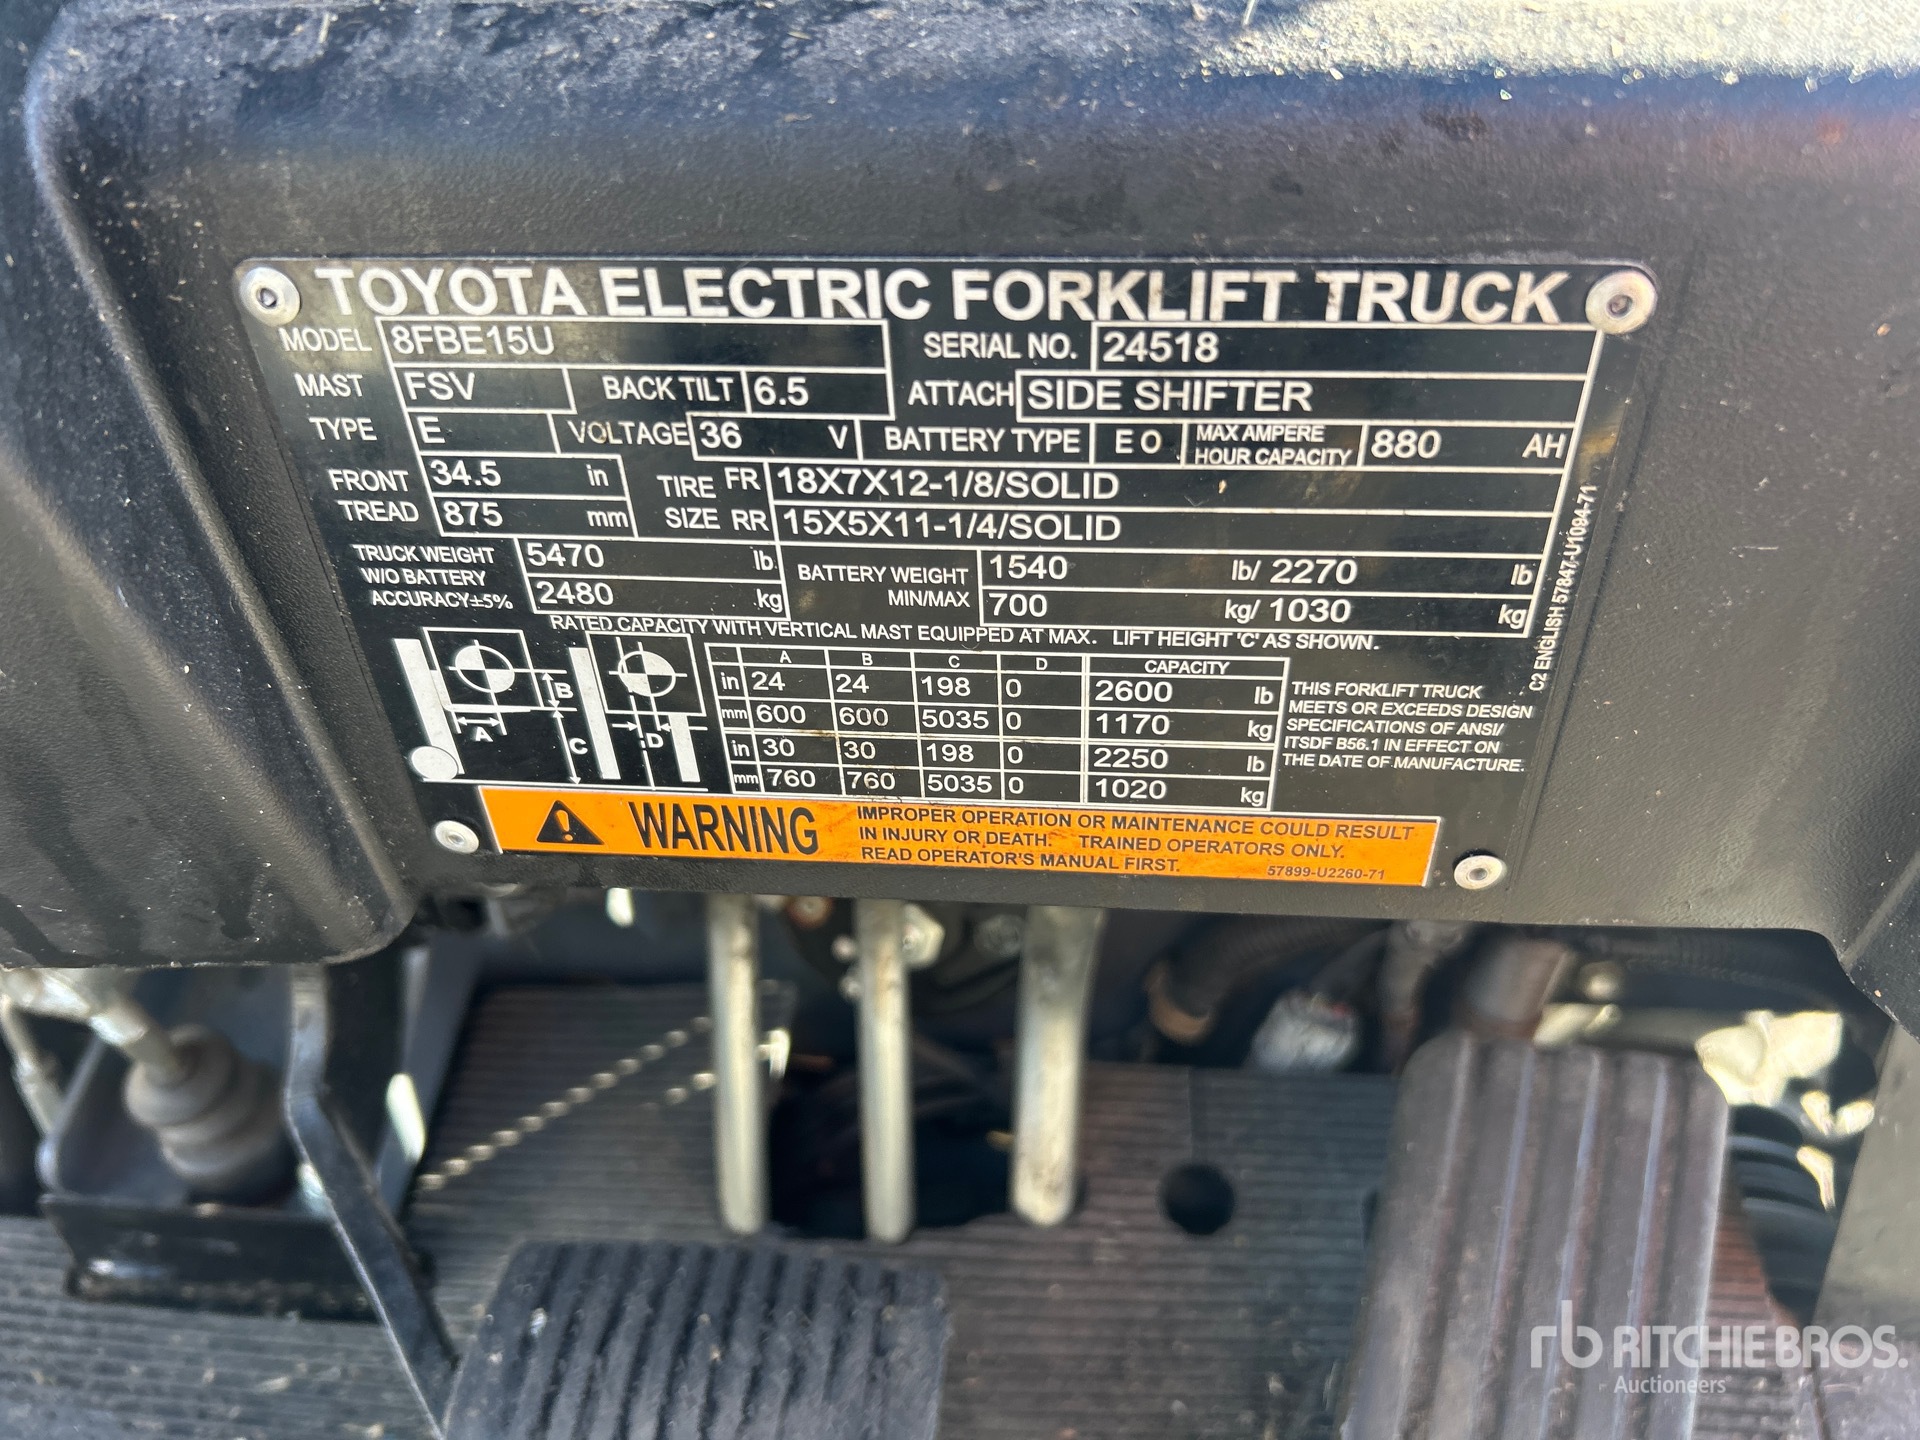 TOYOTA ELECTRIC FORKLIFT TRUCK
MODEL 8FBE15U SERIAL NO. 24518
MAST FSV BACK TILT 6.5 ATTACH SIDE SHIFTER
TYPE E VOLTAGE 36 V BATTERY TYPE E O MAX AMPERE HOUR CAPACITY 880 AH
FRONT TREAD 34.5 in TIRE SIZE FR 18X7X12-1/8/SOLID
875 mm RR 15X5X11-1/4/SOLID
TRUCK WEIGHT W/O BATTERY ACCURACY±5% 5470 lb BATTERY WEIGHT MIN/MAX 1540 lb/ 2270 lb
2480 kg 700 kg/ 1030 kg
RATED CAPACITY WITH VERTICAL MAST EQUIPPED AT MAX. LIFT HEIGHT 'C' AS SHOWN.
A B C D
A B C D CAPACITY
in 24 24 198 0 2600 lb
mm 600 600 5035 0 1170 kg
in 30 30 198 0 2250 lb
mm 760 760 5035 0 1020 kg
THIS FORKLIFT TRUCK
MEETS OR EXCEEDS DESIGN
SPECIFICATIONS OF ANSI/
ITSDF B56.1 IN EFFECT ON
THE DATE OF MANUFACTURE.
C2 ENGLISH 57847-U1094-71
WARNING
IMPROPER OPERATION OR MAINTENANCE COULD RESULT
IN INJURY OR DEATH. TRAINED OPERATORS ONLY.
READ OPERATOR'S MANUAL FIRST. 57899-U2260-71
rb RITCHIE BROS.
Auctioneers